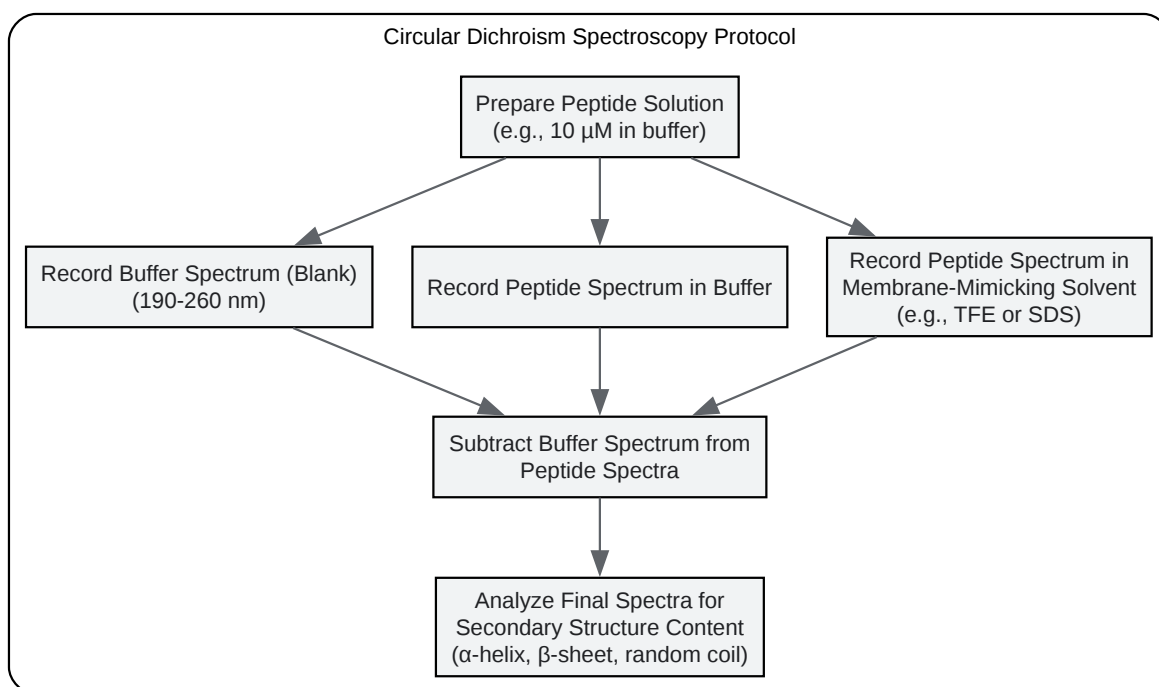 Circular Dichroism Spectroscopy Protocol
Prepare Peptide Solution
(e.g., 10 µM in buffer)
Record Buffer Spectrum (Blank)
(190-260 nm)
Record Peptide Spectrum in Buffer
Record Peptide Spectrum in
Membrane-Mimicking Solvent
(e.g., TFE or SDS)
Subtract Buffer Spectrum from
Peptide Spectra
Analyze Final Spectra for
Secondary Structure Content
(α-helix, β-sheet, random coil)